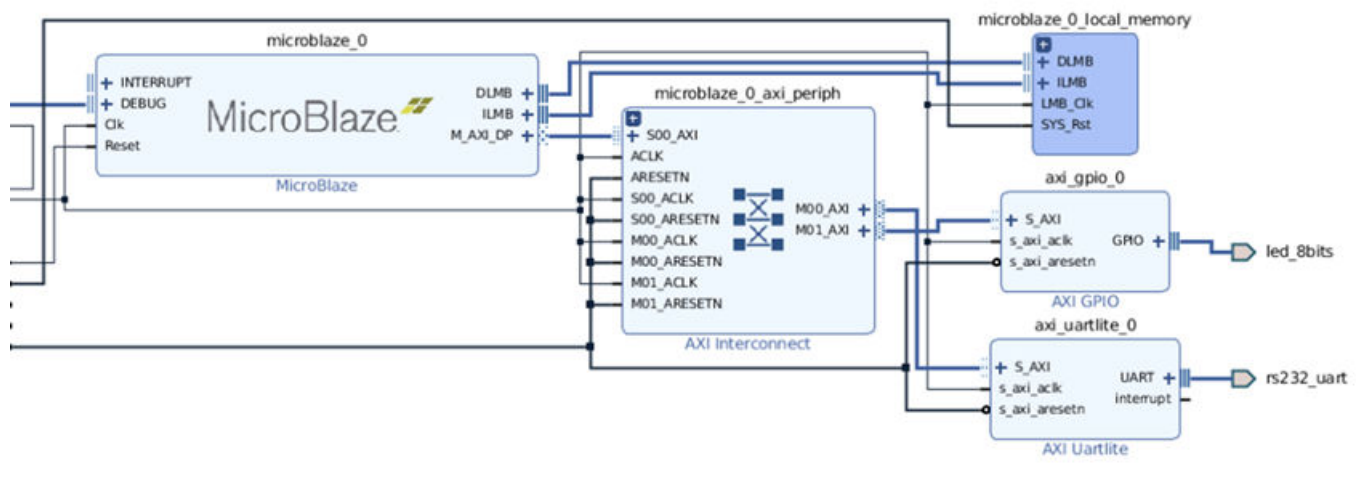 microblaze_0
INTERRUPT
DEBUG
Clk
Reset
MicroBlaze
DLMB
ILMB
M_AXI_DP
MicroBlaze
microblaze_0_axi_periph
S00_AXI
ACLK
ARESETN
S00_ACLK
S00_ARESETN
M00_ACLK
M00_ARESETN
M01_ACLK
M01_ARESETN
M00_AXI
M01_AXI
AXI Interconnect
microblaze_0_local_memory
DLMB
ILMB
LMB_Clk
SYS_Rst
axi_gpio_0
S_AXI
s_axi_aclk
s_axi_aresetn
GPIO
AXI GPIO
led_8bits
axi_uartlite_0
S_AXI
s_axi_aclk
s_axi_aresetn
UART
interrupt
AXI Uartlite
rs232_uart